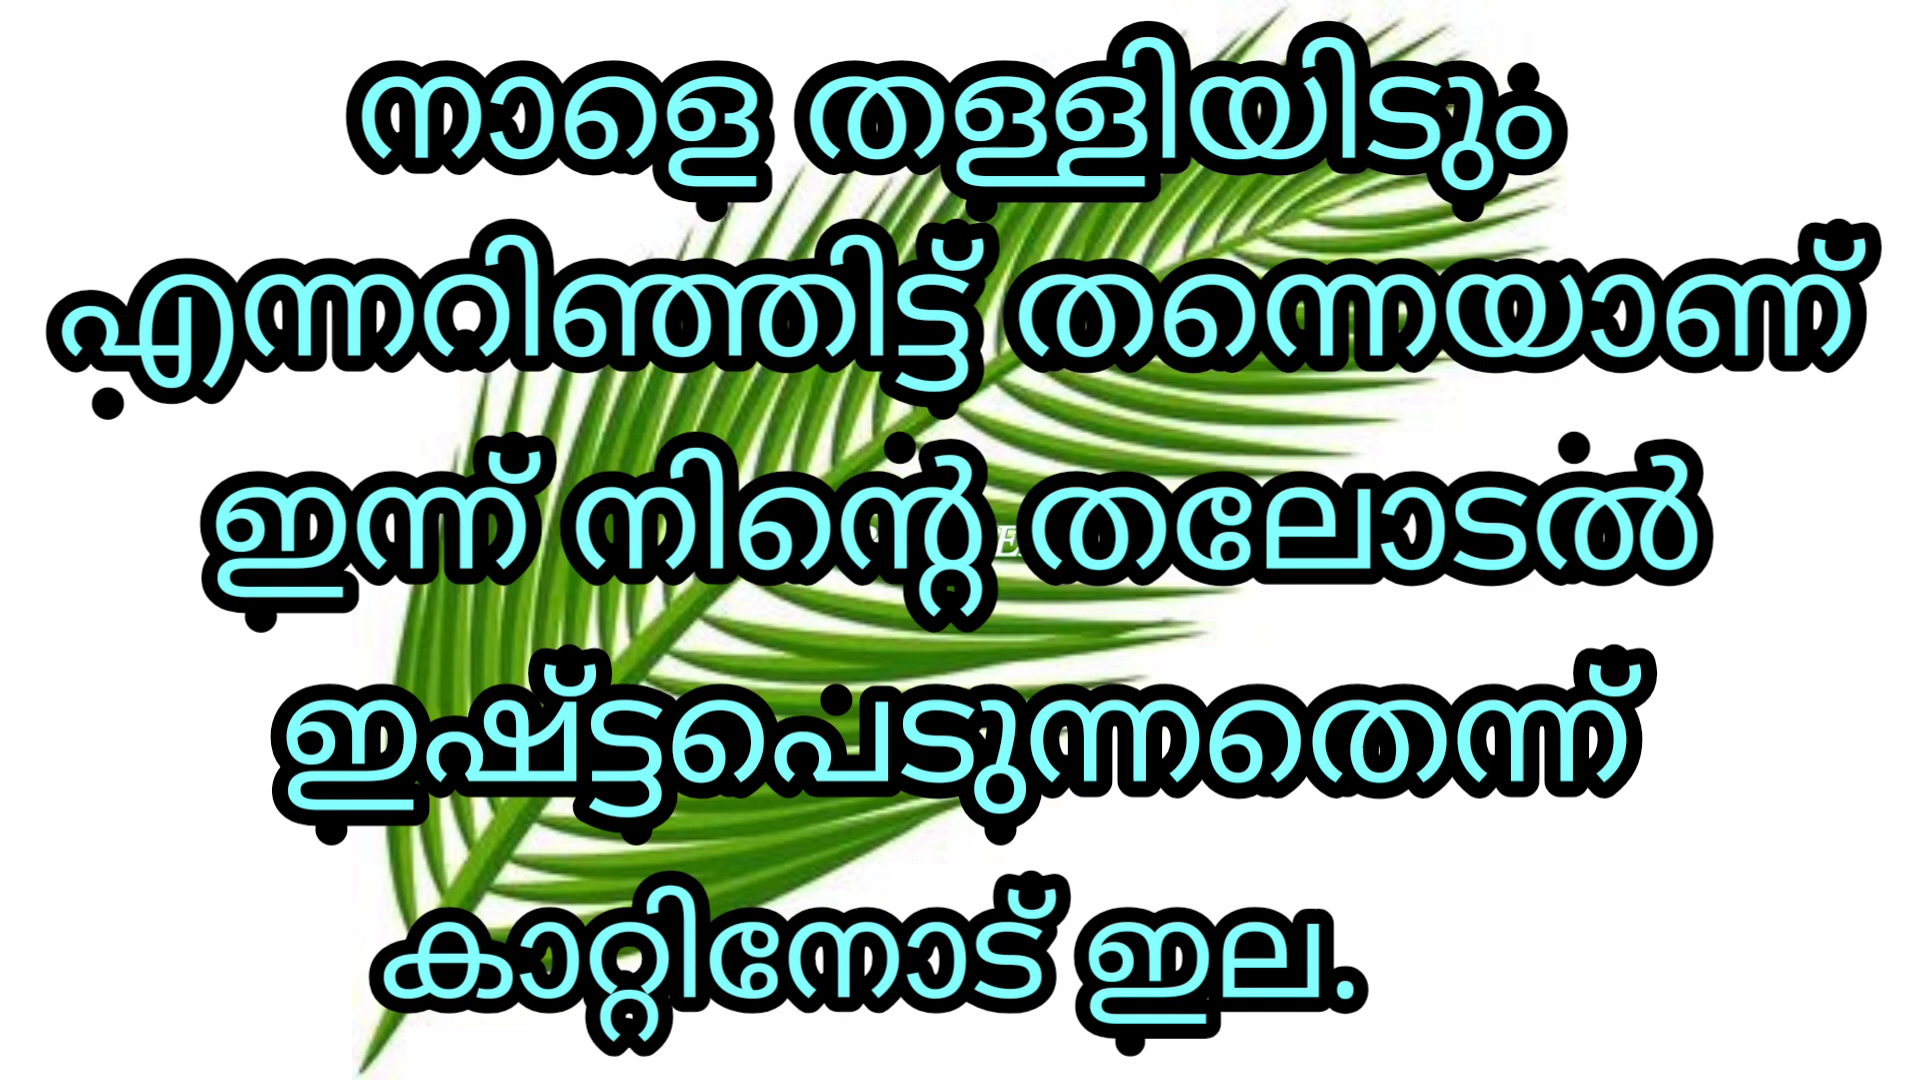 നാളെ തള്ളിയിടും
എന്നറിഞ്ഞിട്ട് തന്നെയാണ്
ഇന്ന് നിന്റെ തലോടൽ
ഇഷ്ട്ടപെടുന്നതെന്ന്
കാറ്റിനോട് ഇല.